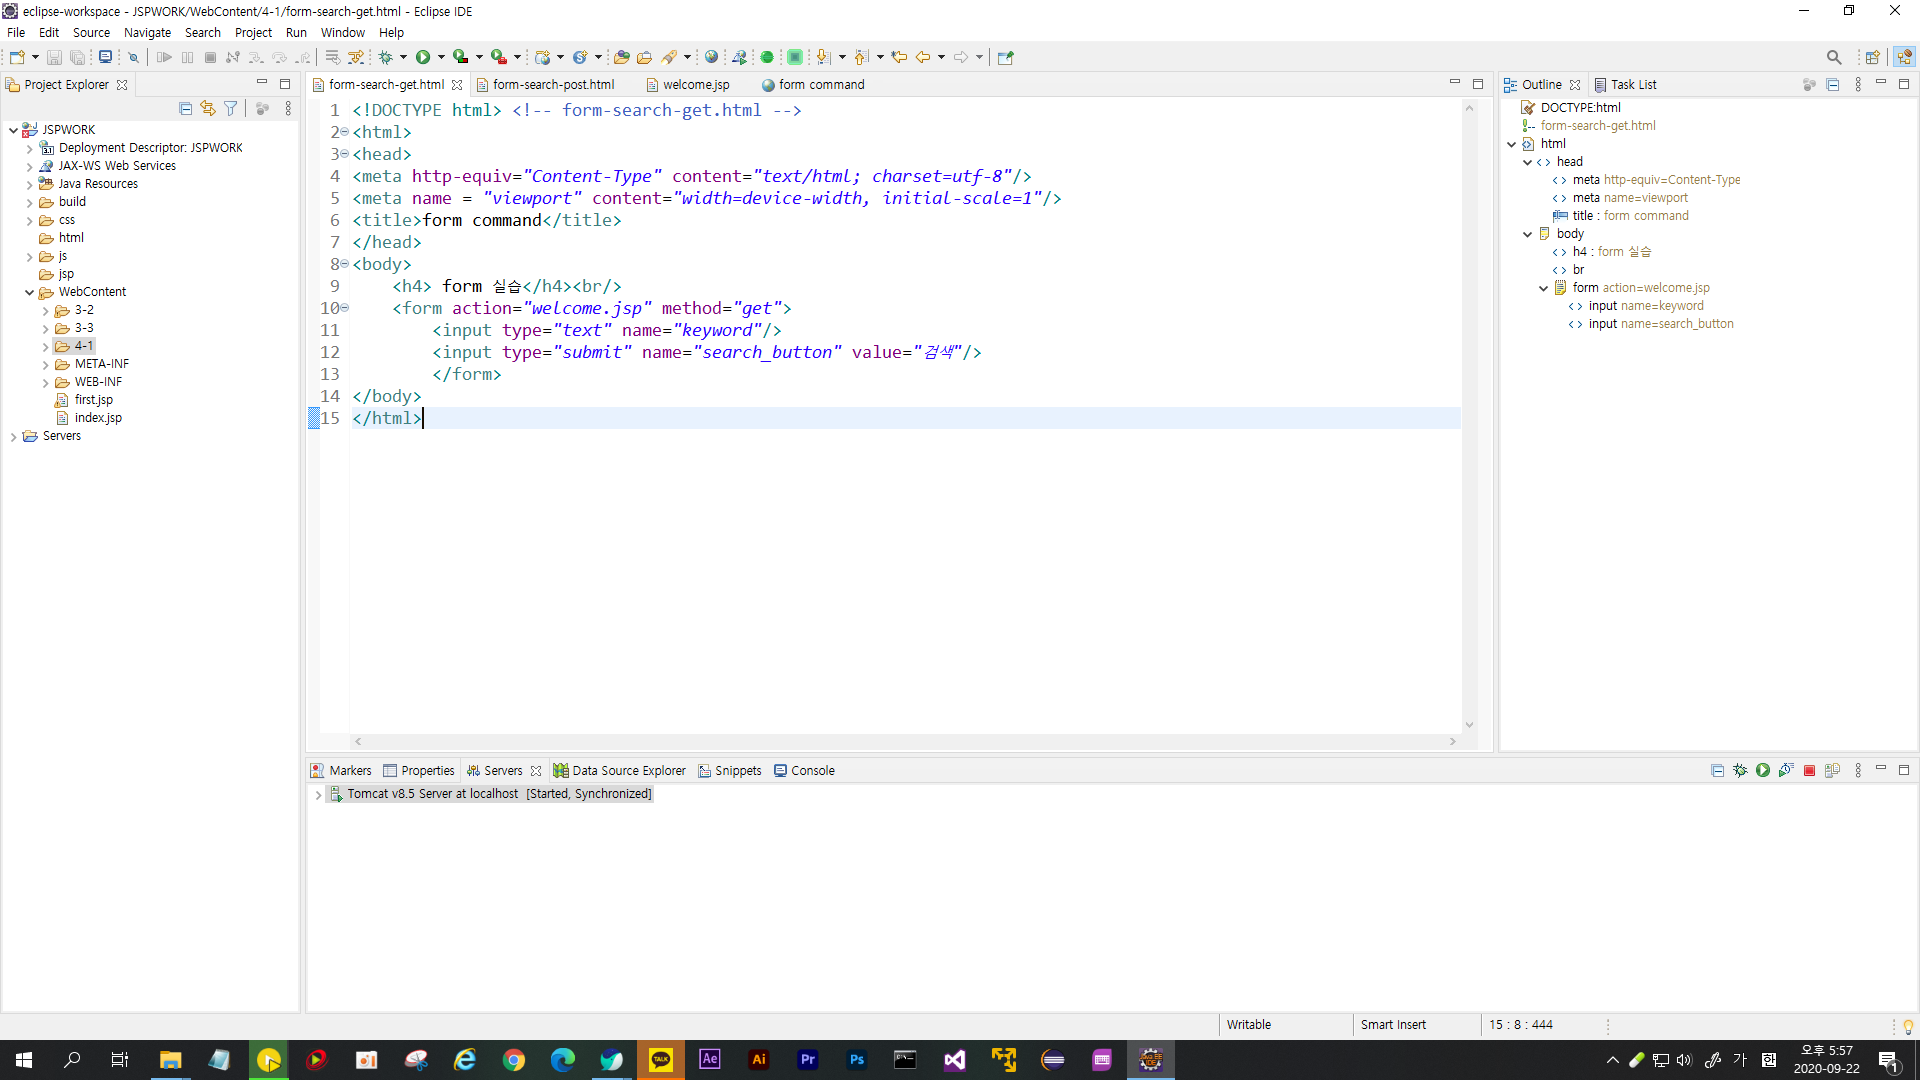 eclipse-workspace - JSPWORK/WebContent/4-1/form-search-get.html - Eclipse IDE
File Edit Source Navigate Search Project Run Window Help
Project Explorer
JSPWORK
Deployment Descriptor: JSPWORK
JAX-WS Web Services
Java Resources
build
css
html
js
jsp
WebContent
3-2
3-3
4-1
META-INF
WEB-INF
first.jsp
index.jsp
Servers
form-search-get.html form-search-post.html welcome.jsp form command
1 <!DOCTYPE html> <!-- form-search-get.html -->
2 <html>
3 <head>
4 <meta http-equiv="Content-Type" content="text/html; charset=utf-8"/>
5 <meta name = "viewport" content="width=device-width, initial-scale=1"/>
6 <title>form command</title>
7 </head>
8 <body>
9 <h4> form 실습</h4><br/>
10 <form action="welcome.jsp" method="get">
11 <input type="text" name="keyword"/>
12 <input type="submit" name="search_button" value="검색"/>
13 </form>
14 </body>
15 </html>
Outline Task List
DOCTYPE:html
form-search-get.html
html
head
meta http-equiv=Content-Type
meta name=viewport
title : form command
body
h4 : form 실습
br
form action=welcome.jsp
input name=keyword
input name=search_button
Markers Properties Servers Data Source Explorer Snippets Console
Tomcat v8.5 Server at localhost [Started, Synchronized]
Writable Smart Insert 15 : 8 : 444
TALK Ae Ai Pr Ps
가
오후 5:57
2020-09-22
1